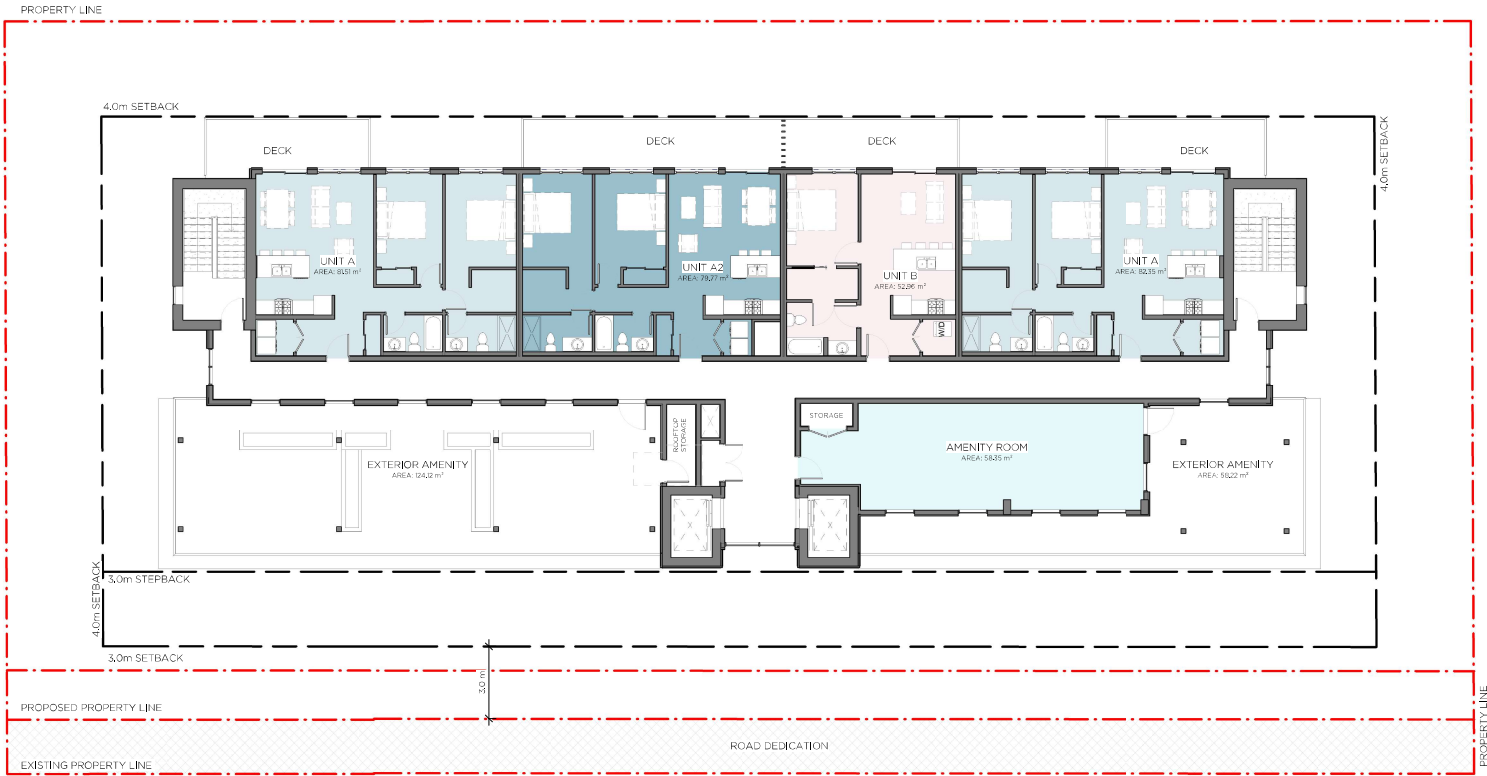 PROPERTY LINE
4.0m SETBACK
4.0m SETBACK
DECK
DECK
DECK
DECK
UNIT A
AREA: 81.51 m²
UNIT A2
AREA: 79.77 m²
UNIT B
AREA: 52.96 m²
UNIT A
AREA: 82.35 m²
W/D
ROOFTOP
STORAGE
STORAGE
EXTERIOR AMENITY
AREA: 124.12 m²
AMENITY ROOM
AREA: 58.35 m²
EXTERIOR AMENITY
AREA: 58.22 m²
3.0m STEPBACK
4.0m SETBACK
3.0m SETBACK
3.0 m
PROPOSED PROPERTY LINE
PROPERTY LINE
ROAD DEDICATION
EXISTING PROPERTY LINE